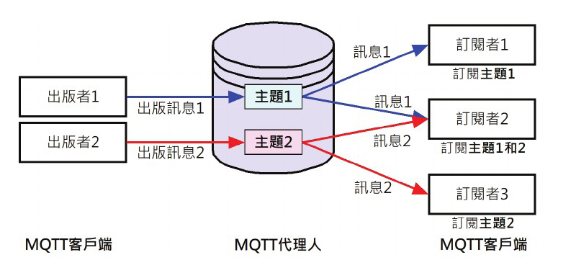 訊息1
訂閱者1
訂閱主題1
出版者1
出版訊息1
主題1
訊息1
訂閱者2
訂閱主題1和2
出版者2
出版訊息2
主題2
訊息2
訊息2
訂閱者3
訂閱主題2
MQTT客戶端
MQTT代理人
MQTT客戶端